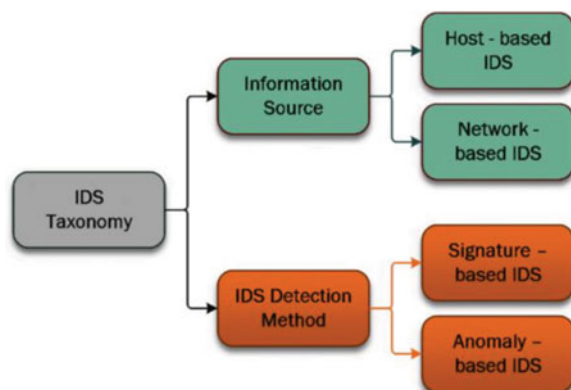 Host - based
IDS
Information
Source
Network -
based IDS
IDS
Taxonomy
Signature –
based IDS
IDS Detection
Method
Anomaly –
based IDS